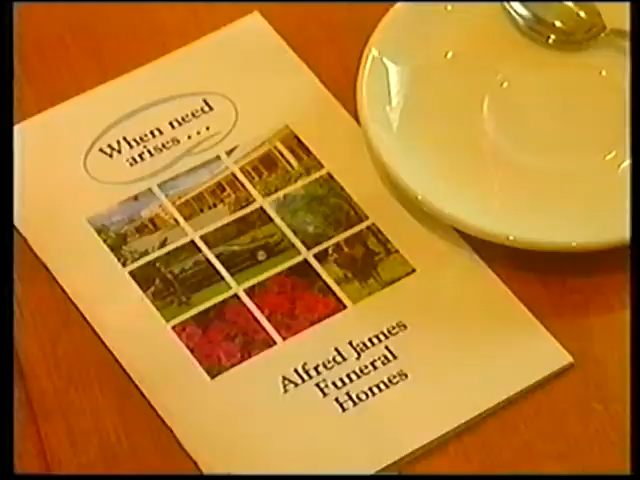 When need
arises...
Alfred James
Funeral
Homes